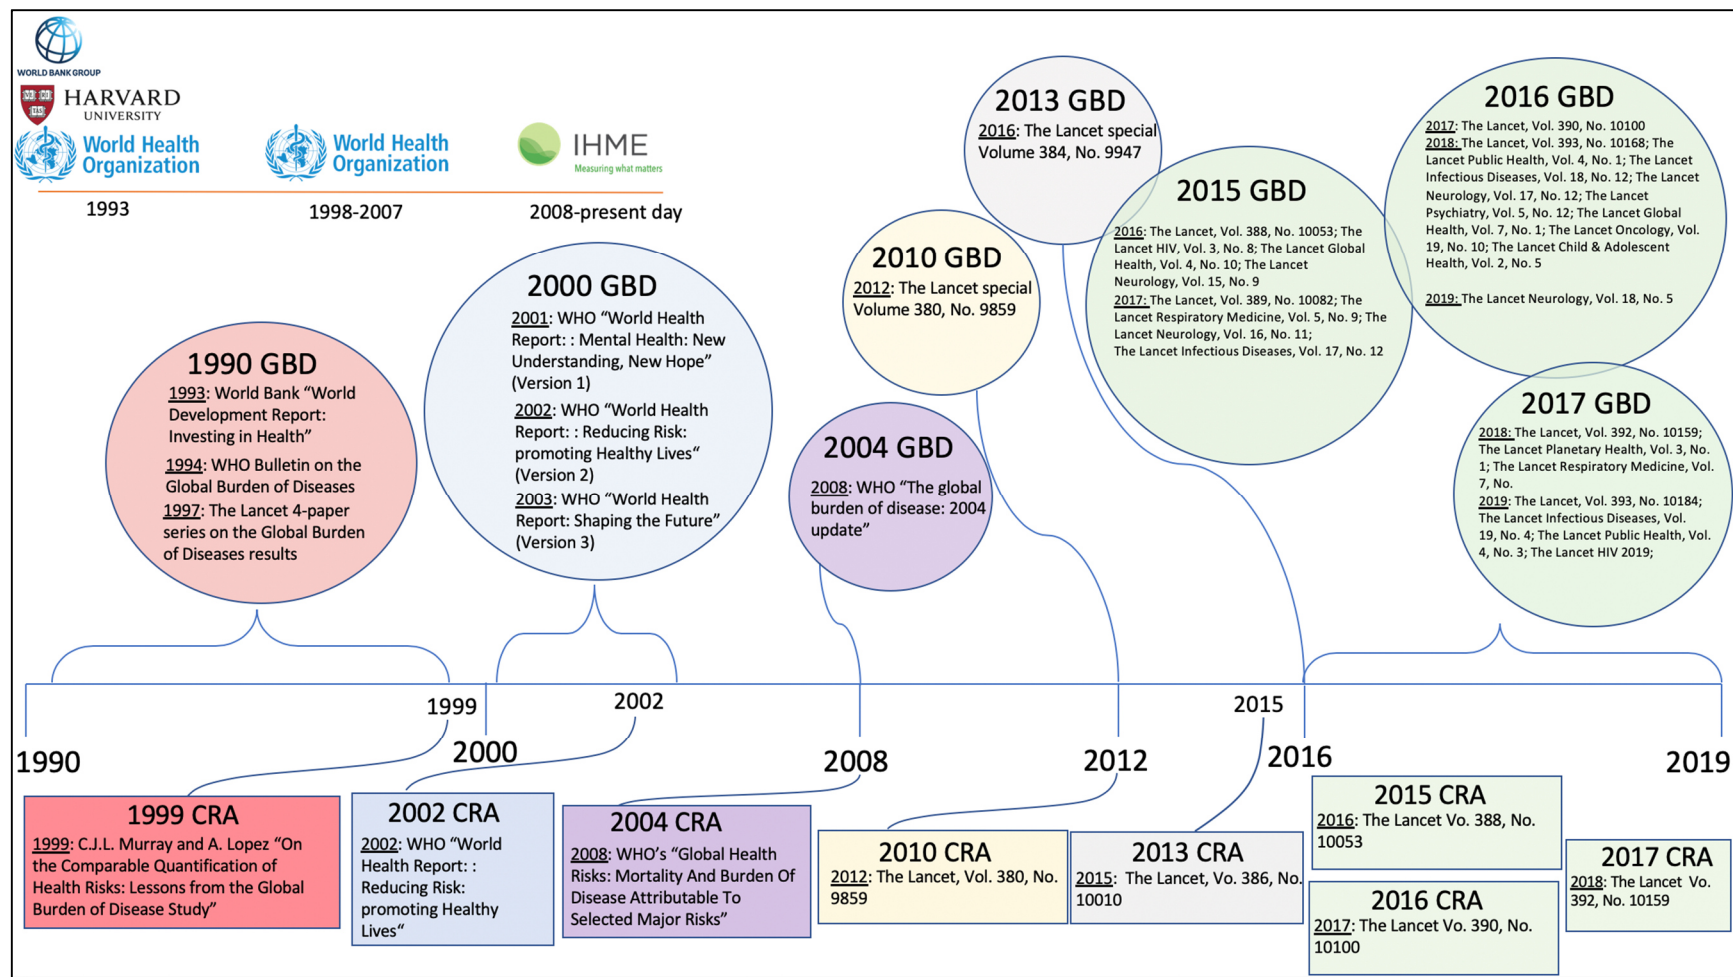 WORLD BANK GROUP
HARVARD
UNIVERSITY
World Health
Organization
World Health
Organization
IHME
Measuring what matters
1993
1998-2007
2008-present day
1990 GBD
1993: World Bank “World
Development Report:
Investing in Health”
1994: WHO Bulletin on the
Global Burden of Diseases
1997: The Lancet 4-paper
series on the Global Burden
of Diseases results
2000 GBD
2001: WHO “World Health
Report: : Mental Health: New
Understanding, New Hope”
(Version 1)
2002: WHO “World Health
Report: : Reducing Risk:
promoting Healthy Lives“
(Version 2)
2003: WHO “World Health
Report: Shaping the Future”
(Version 3)
2004 GBD
2008: WHO “The global
burden of disease: 2004
update”
2010 GBD
2012: The Lancet special
Volume 380, No. 9859
2013 GBD
2016: The Lancet special
Volume 384, No. 9947
2015 GBD
2016: The Lancet, Vol. 388, No. 10053; The
Lancet HIV, Vol. 3, No. 8; The Lancet Global
Health, Vol. 4, No. 10; The Lancet
Neurology, Vol. 15, No. 9
2017: The Lancet, Vol. 389, No. 10082; The
Lancet Respiratory Medicine, Vol. 5, No. 9; The
Lancet Neurology, Vol. 16, No. 11;
The Lancet Infectious Diseases, Vol. 17, No. 12
2016 GBD
2017: The Lancet, Vol. 390, No. 10100
2018: The Lancet, Vol. 393, No. 10168; The
Lancet Public Health, Vol. 4, No. 1; The Lancet
Infectious Diseases, Vol. 18, No. 12; The Lancet
Neurology, Vol. 17, No. 12; The Lancet
Psychiatry, Vol. 5, No. 12; The Lancet Global
Health, Vol. 7, No. 1; The Lancet Oncology, Vol.
19, No. 10; The Lancet Child & Adolescent
Health, Vol. 2, No. 5
2019: The Lancet Neurology, Vol. 18, No. 5
2017 GBD
2018: The Lancet, Vol. 392, No. 10159;
The Lancet Planetary Health, Vol. 3, No.
1; The Lancet Respiratory Medicine, Vol.
7, No.
2019: The Lancet, Vol. 393, No. 10184;
The Lancet Infectious Diseases, Vol.
19, No. 4; The Lancet Public Health, Vol.
4, No. 3; The Lancet HIV 2019;
1999
2002
2015
1990
2000
2008
2012
2016
2019
1999 CRA
1999: C.J.L. Murray and A. Lopez “On
the Comparable Quantification of
Health Risks: Lessons from the Global
Burden of Disease Study”
2002 CRA
2002: WHO “World
Health Report: :
Reducing Risk:
promoting Healthy
Lives“
2004 CRA
2008: WHO’s “Global Health
Risks: Mortality And Burden Of
Disease Attributable To
Selected Major Risks”
2010 CRA
2012: The Lancet, Vol. 380, No.
9859
2013 CRA
2015: The Lancet, Vo. 386, No.
10010
2015 CRA
2016: The Lancet Vo. 388, No.
10053
2016 CRA
2017: The Lancet Vo. 390, No.
10100
2017 CRA
2018: The Lancet Vo.
392, No. 10159